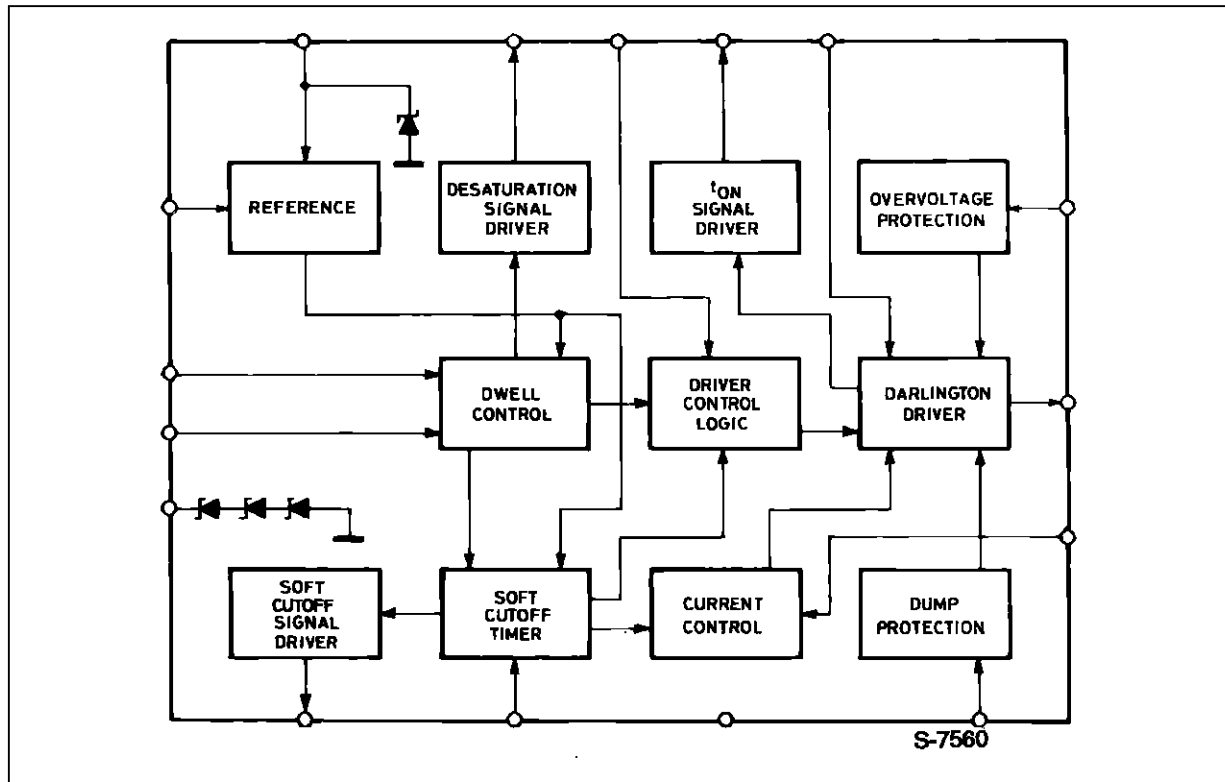 REFERENCE
DESATURATION
SIGNAL
DRIVER
tON
SIGNAL
DRIVER
OVERVOLTAGE
PROTECTION
DWELL
CONTROL
DRIVER
CONTROL
LOGIC
DARLINGTON
DRIVER
SOFT
CUTOFF
SIGNAL
DRIVER
SOFT
CUTOFF
TIMER
CURRENT
CONTROL
DUMP
PROTECTION
S-7560